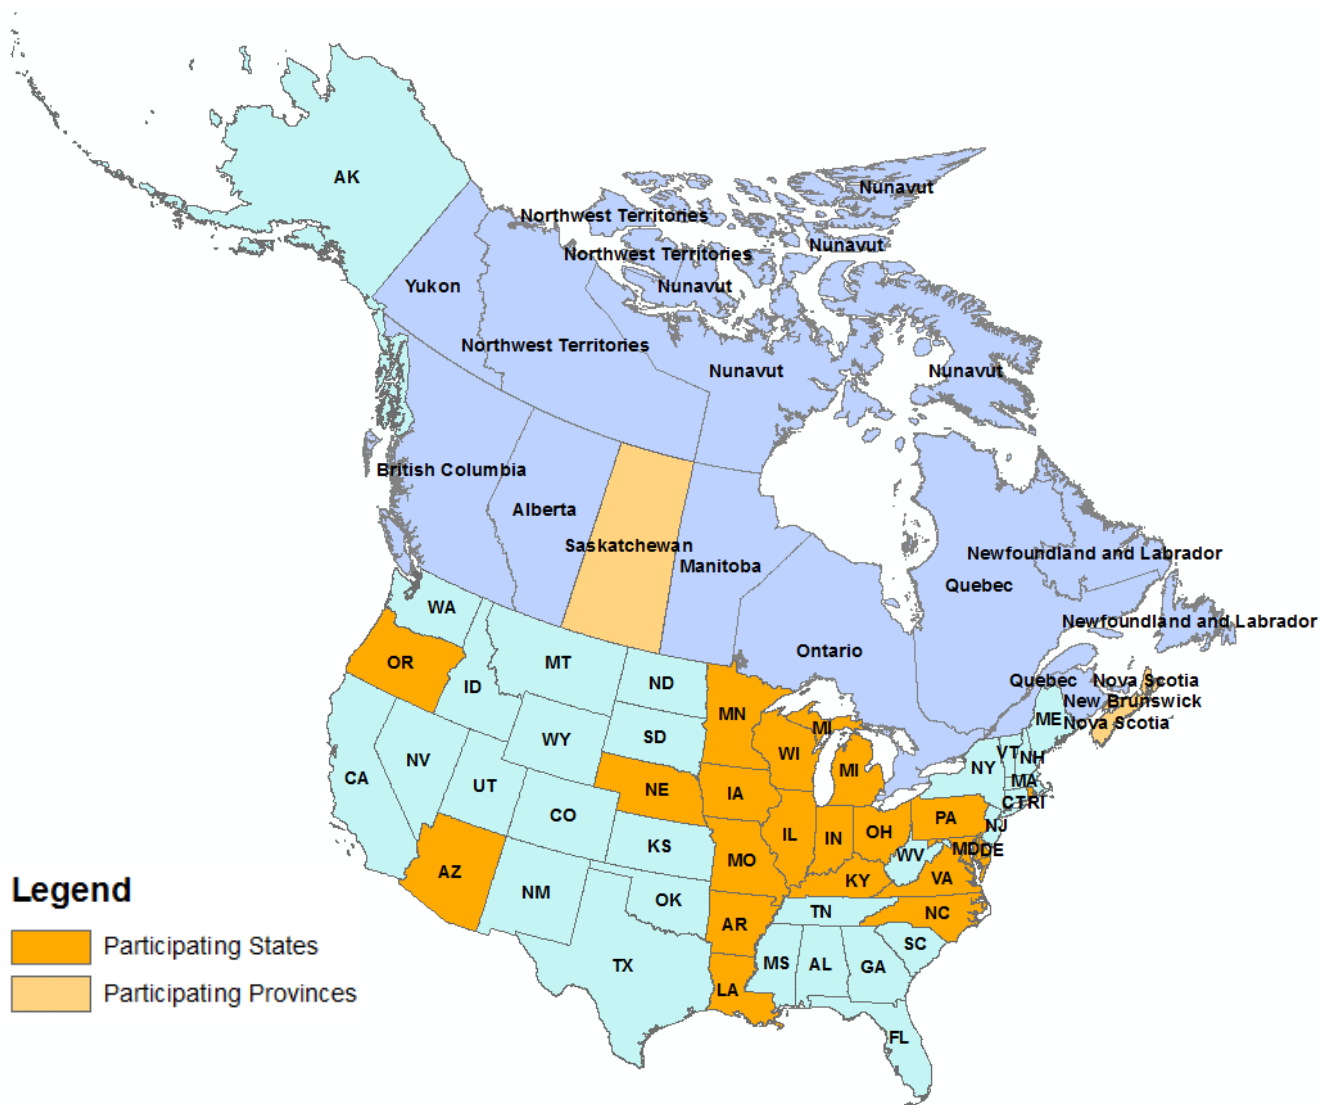 AK
Nunavut
Northwest Territories
Nunavut
Northwest Territories
Yukon
Nunavut
Northwest Territories
Nunavut
Nunavut
British Columbia
Alberta
Saskatchewan
Manitoba
Newfoundland and Labrador
Quebec
Newfoundland and Labrador
Ontario
WA
OR
MT
ND
ID
Quebec
Nova Scotia
New Brunswick
Nova Scotia
ME
MN
MI
WI
SD
WY
NV
CA
UT
NE
IA
MI
NY
VT
NH
MA
CT
RI
CO
PA
NJ
IL
IN
OH
KS
MO
WV
MD
DE
AZ
NM
OK
KY
VA
TN
NC
AR
SC
TX
MS
AL
GA
LA
FL
Legend
Participating States
Participating Provinces